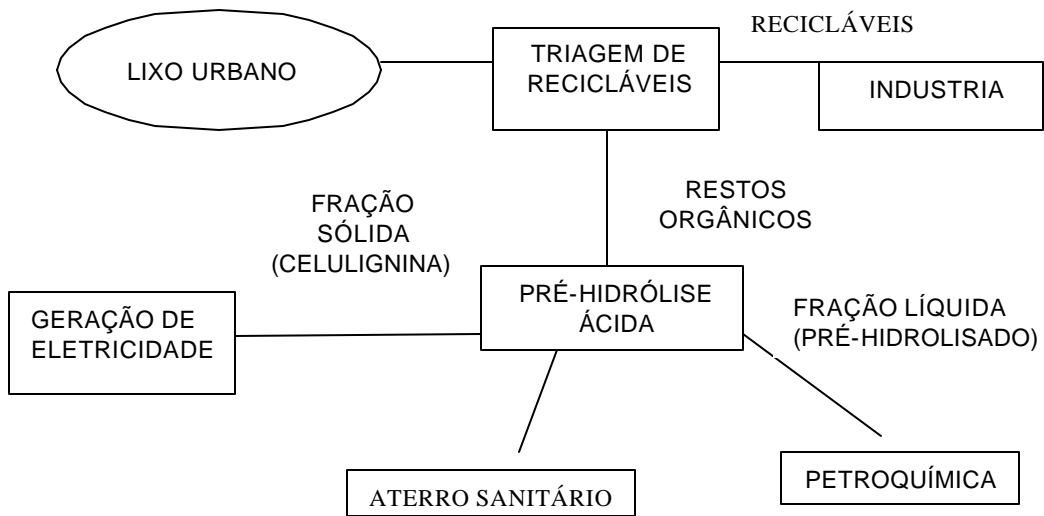 RECICLÁVEIS
LIXO URBANO
TRIAGEM DE
RECICLÁVEIS
INDUSTRIA
RESTOS
ORGÂNICOS
FRAÇÃO
SÓLIDA
(CELULIGNINA)
PRÉ-HIDRÓLISE
ÁCIDA
FRAÇÃO LÍQUIDA
(PRÉ-HIDROLISADO)
GERAÇÃO DE
ELETRICIDADE
ATERRO SANITÁRIO
PETROQUÍMICA